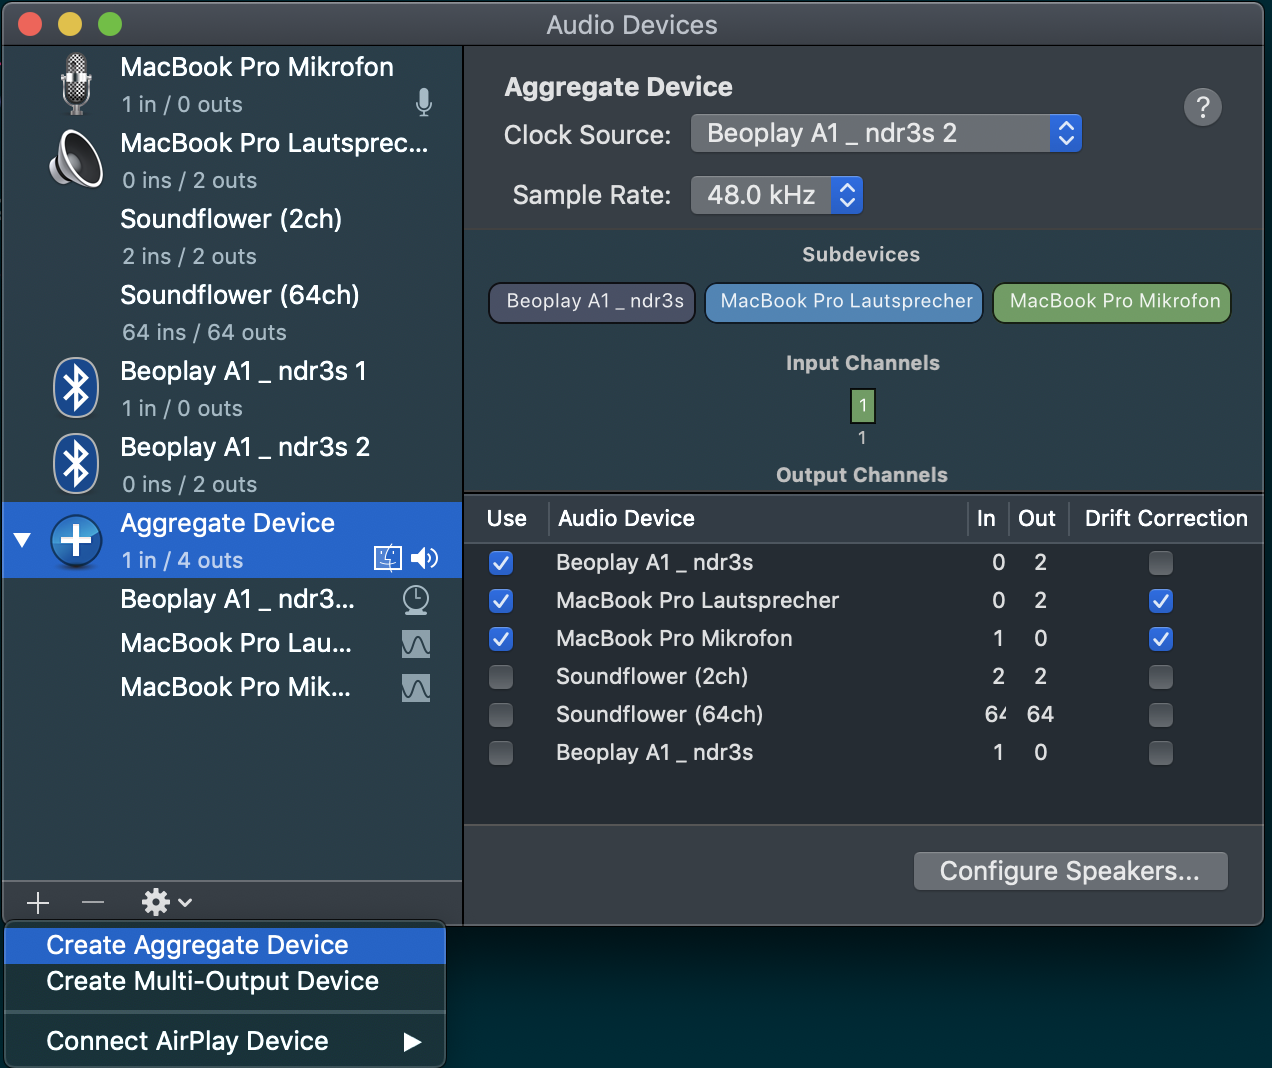 Audio Devices
MacBook Pro Mikrofon
1 in / 0 outs
MacBook Pro Lautsprec...
0 ins / 2 outs
Soundflower (2ch)
2 ins / 2 outs
Soundflower (64ch)
64 ins / 64 outs
Beoplay A1 _ ndr3s 1
1 in / 0 outs
Beoplay A1 _ ndr3s 2
0 ins / 2 outs
Aggregate Device
1 in / 4 outs
Beoplay A1 _ ndr3...
MacBook Pro Lau...
MacBook Pro Mik...
Create Aggregate Device
Create Multi-Output Device
Connect AirPlay Device
Aggregate Device
?
Clock Source: Beoplay A1 _ ndr3s 2
Sample Rate: 48.0 kHz
Subdevices
Beoplay A1 _ ndr3s MacBook Pro Lautsprecher MacBook Pro Mikrofon
Input Channels
1
1
Output Channels
Use Audio Device In Out Drift Correction
Beoplay A1 _ ndr3s 0 2
MacBook Pro Lautsprecher 0 2
MacBook Pro Mikrofon 1 0
Soundflower (2ch) 2 2
Soundflower (64ch) 64 64
Beoplay A1 _ ndr3s 1 0
Configure Speakers...